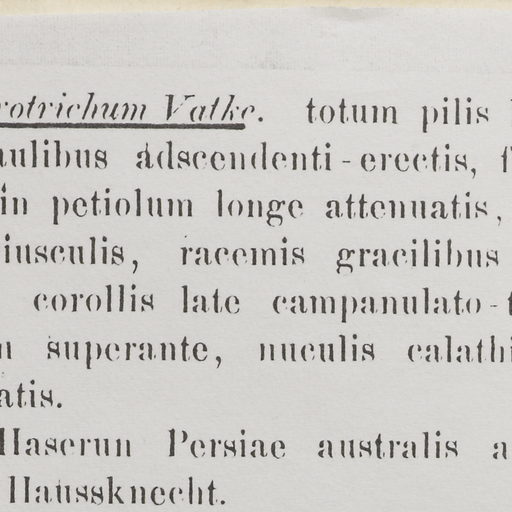 rotrichum Vatke. totum pilis
aulibus adscendenti-erectis, f
in petiolum longe attenuatis,
iusculis, racemis gracilibus
corollis late campanulato-t
superante, nuculis calathi
atis.
Haserun Persiae australis a
Haussknecht.